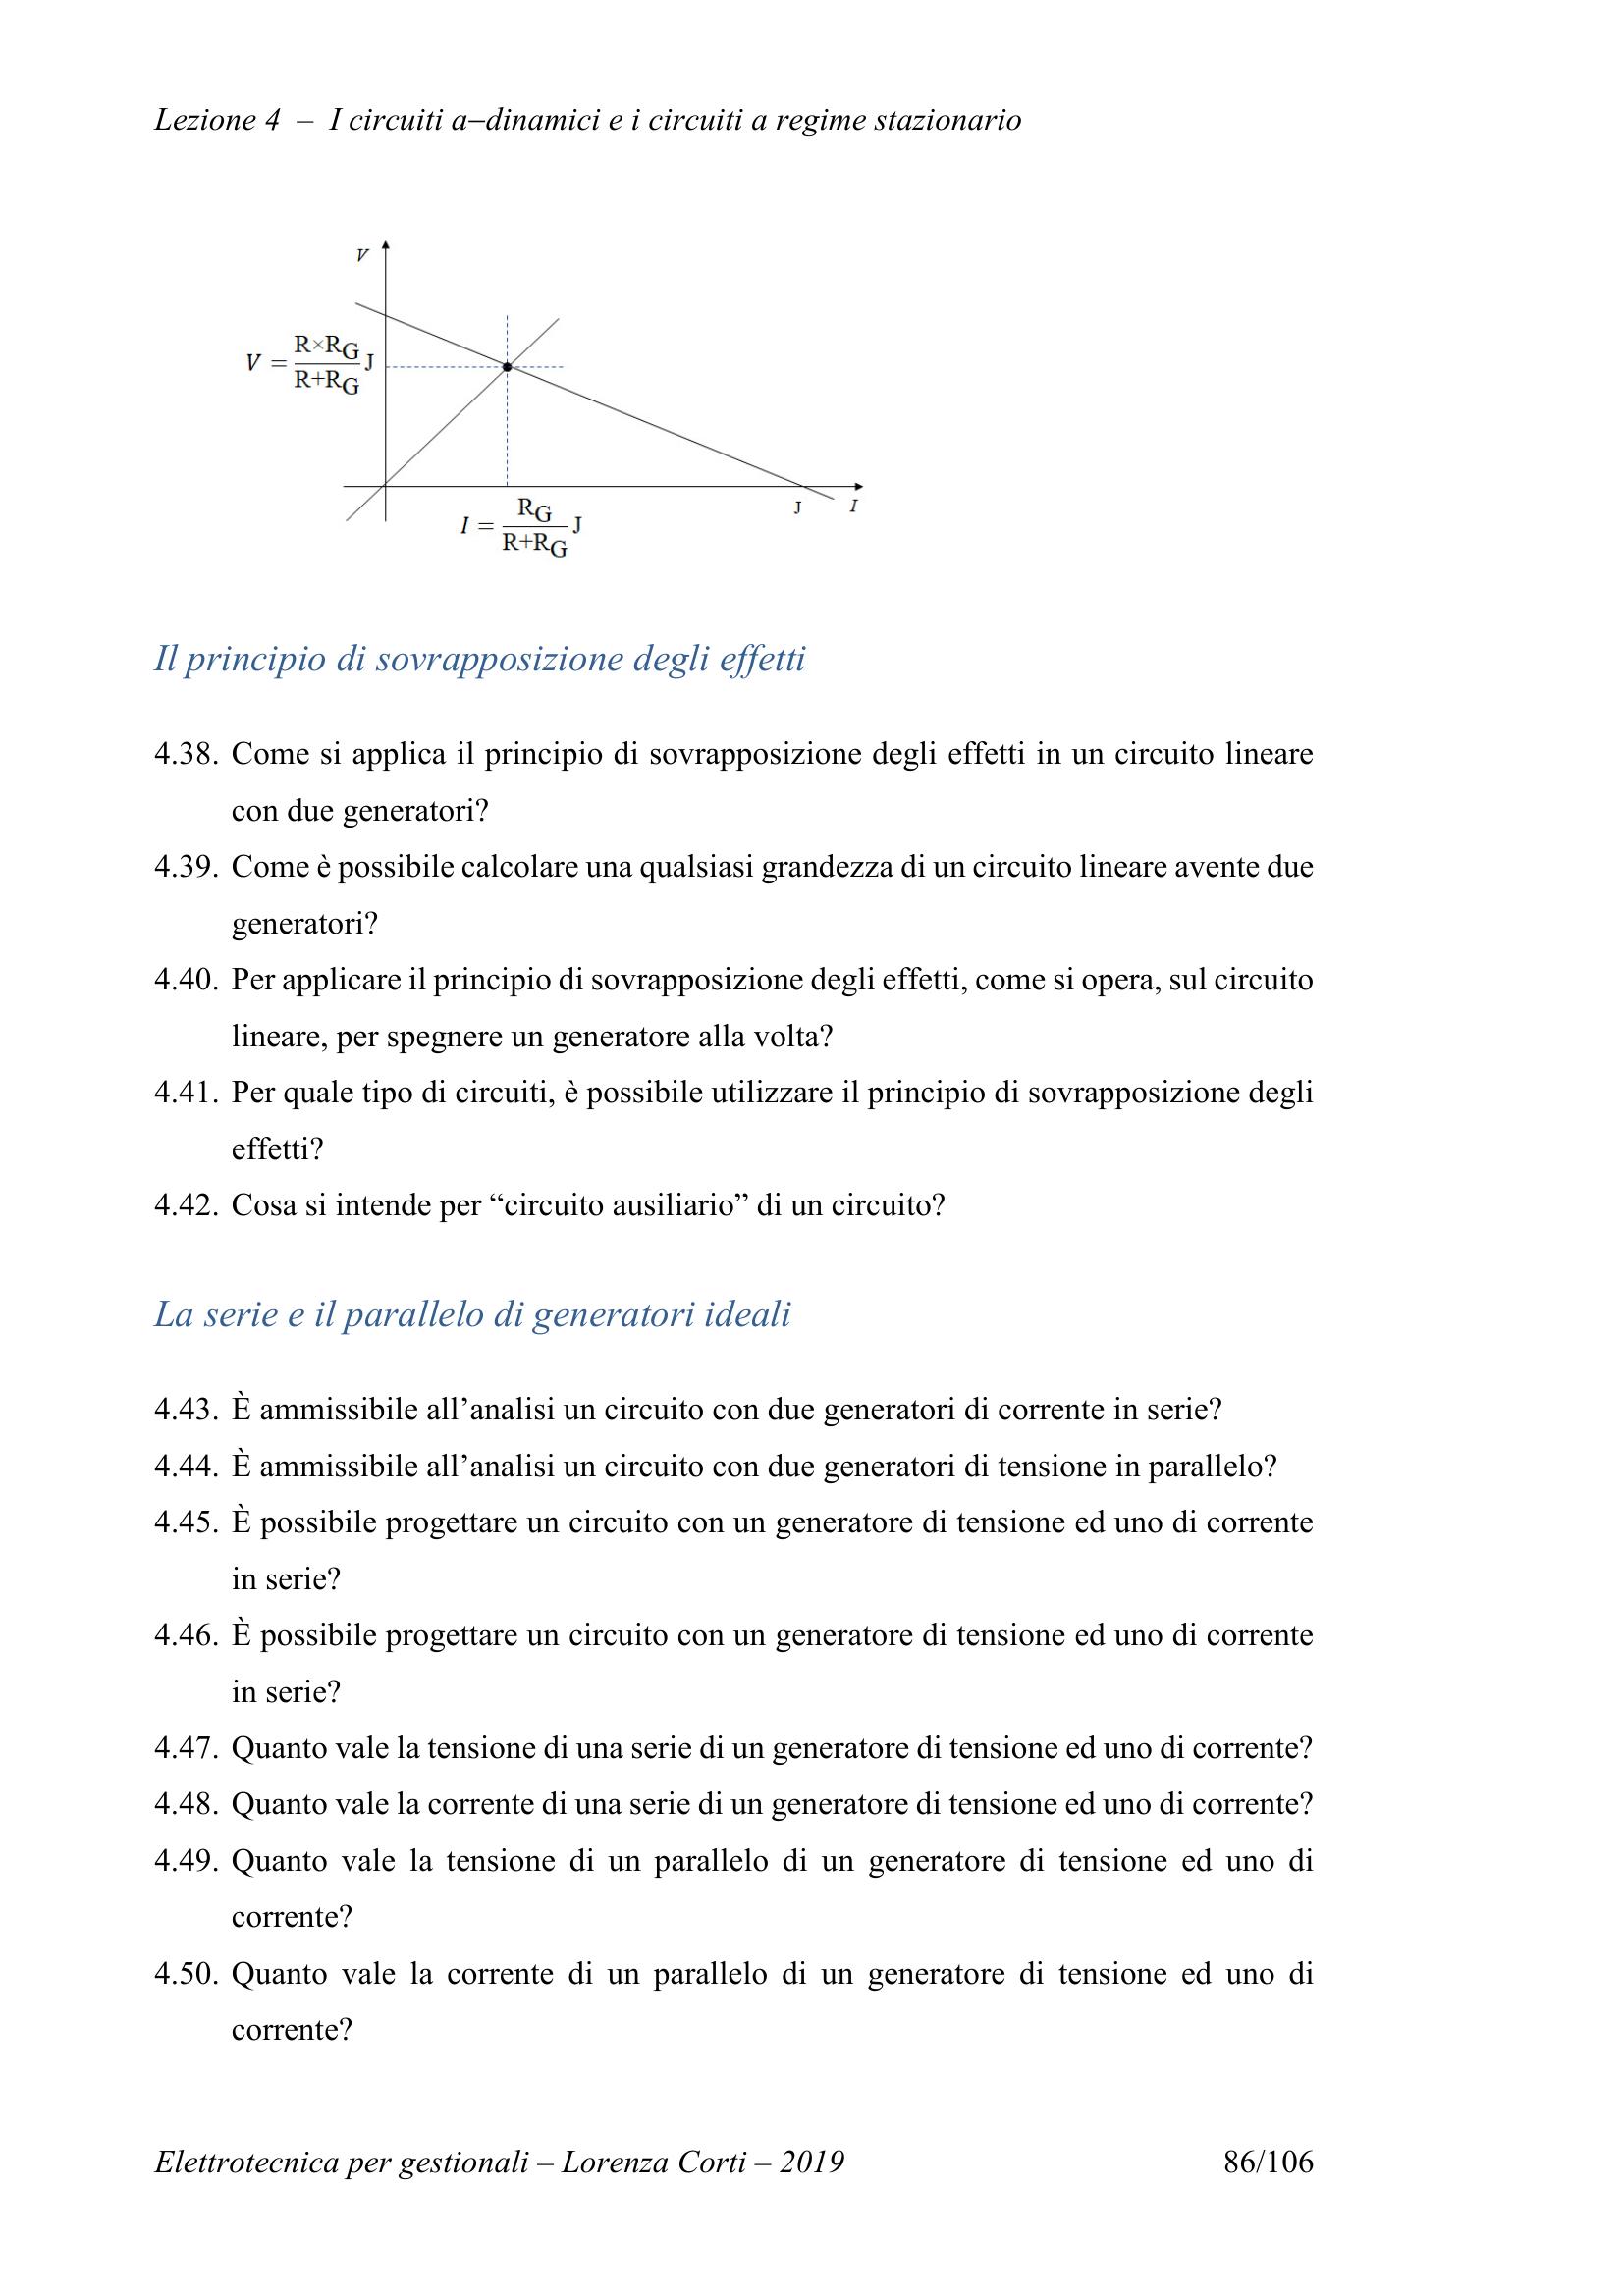 Lezione 4 – I circuiti a–dinamici e i circuiti a regime stazionario
V
V = R×RG / R+RG J
J
I
I = RG / R+RG J
Il principio di sovrapposizione degli effetti
4.38. Come si applica il principio di sovrapposizione degli effetti in un circuito lineare
con due generatori?
4.39. Come è possibile calcolare una qualsiasi grandezza di un circuito lineare avente due
generatori?
4.40. Per applicare il principio di sovrapposizione degli effetti, come si opera, sul circuito
lineare, per spegnere un generatore alla volta?
4.41. Per quale tipo di circuiti, è possibile utilizzare il principio di sovrapposizione degli
effetti?
4.42. Cosa si intende per “circuito ausiliario” di un circuito?
La serie e il parallelo di generatori ideali
4.43. È ammissibile all’analisi un circuito con due generatori di corrente in serie?
4.44. È ammissibile all’analisi un circuito con due generatori di tensione in parallelo?
4.45. È possibile progettare un circuito con un generatore di tensione ed uno di corrente
in serie?
4.46. È possibile progettare un circuito con un generatore di tensione ed uno di corrente
in serie?
4.47. Quanto vale la tensione di una serie di un generatore di tensione ed uno di corrente?
4.48. Quanto vale la corrente di una serie di un generatore di tensione ed uno di corrente?
4.49. Quanto vale la tensione di un parallelo di un generatore di tensione ed uno di
corrente?
4.50. Quanto vale la corrente di un parallelo di un generatore di tensione ed uno di
corrente?
Elettrotecnica per gestionali – Lorenza Corti – 2019 86/106